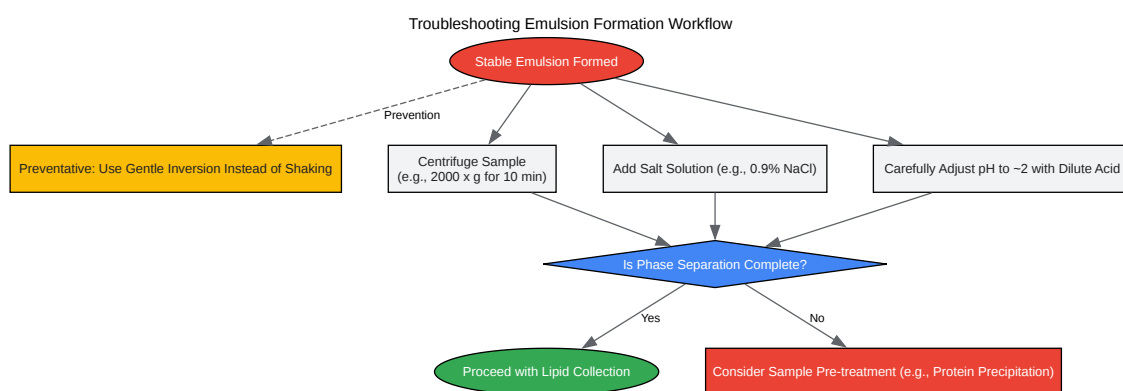 Troubleshooting Emulsion Formation Workflow
Stable Emulsion Formed
Prevention
Preventative: Use Gentle Inversion Instead of Shaking
Centrifuge Sample
(e.g., 2000 x g for 10 min)
Add Salt Solution (e.g., 0.9% NaCl)
Carefully Adjust pH to ~2 with Dilute Acid
Is Phase Separation Complete?
Yes
No
Proceed with Lipid Collection
Consider Sample Pre-treatment (e.g., Protein Precipitation)